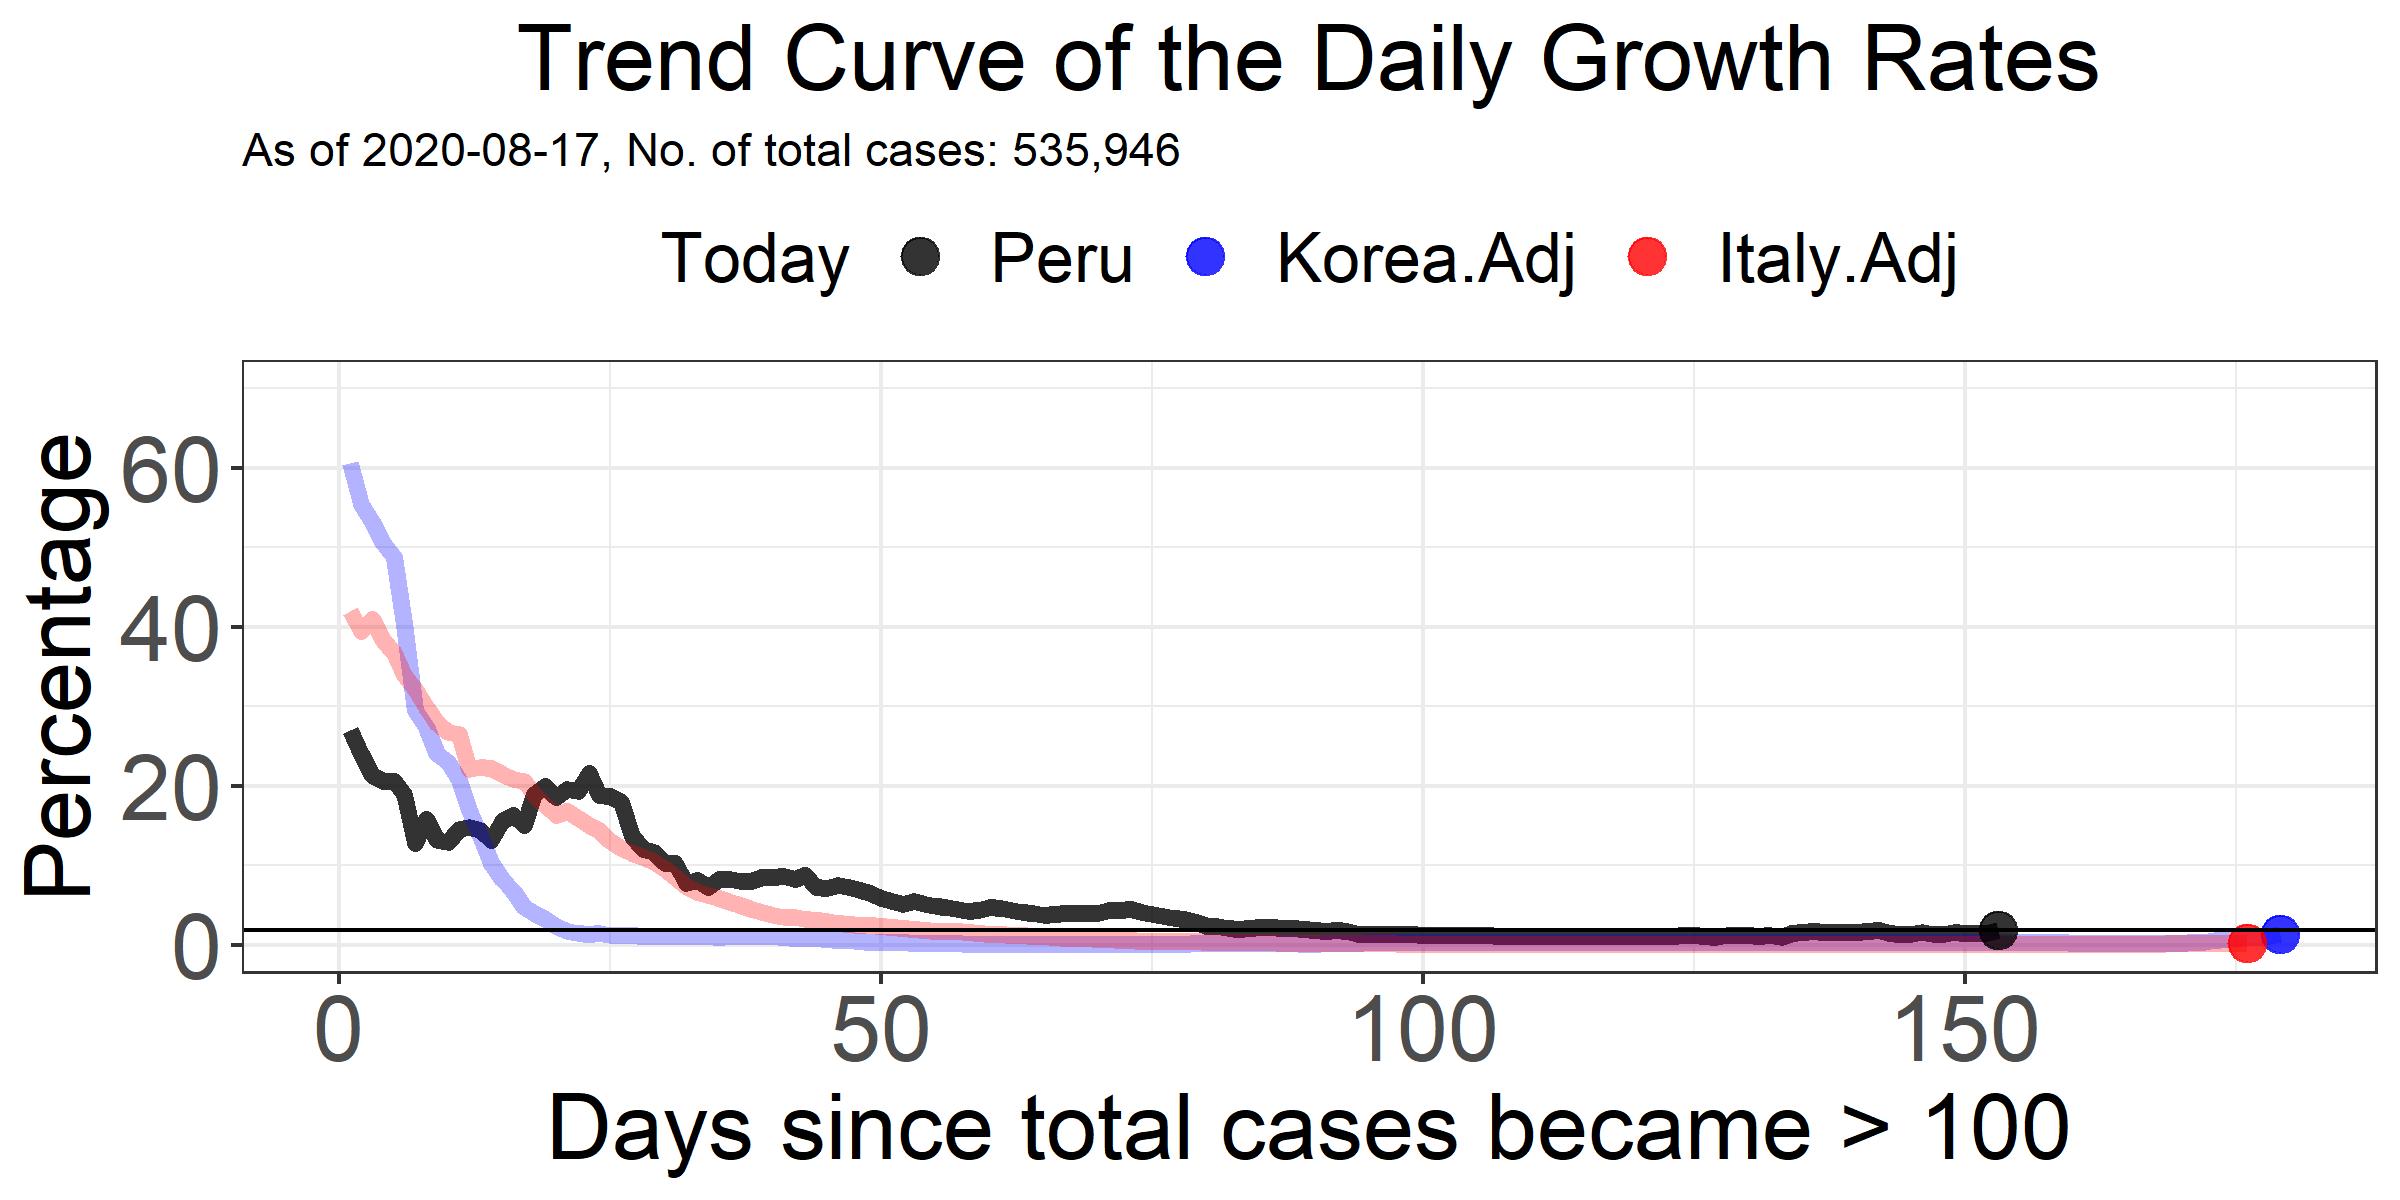 Trend Curve of the Daily Growth Rates
As of 2020-08-17, No. of total cases: 535,946
Today Peru Korea.Adj Italy.Adj
Percentage
60
40
20
0
0 50 100 150
Days since total cases became > 100